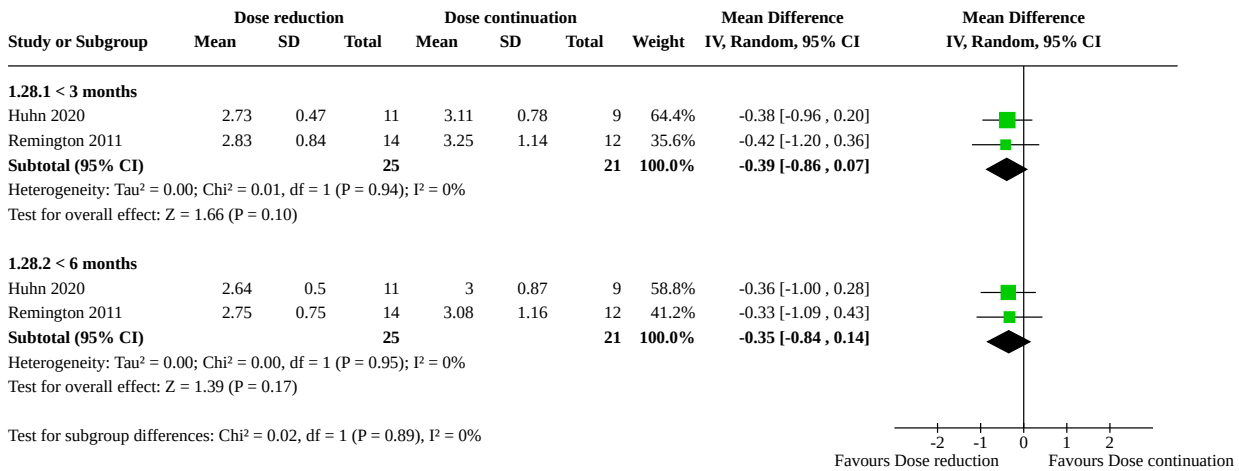 Dose reduction Dose continuation Mean Difference Mean Difference
Study or Subgroup Mean SD Total Mean SD Total Weight IV, Random, 95% CI IV, Random, 95% CI
1.28.1 < 3 months
Huhn 2020 2.73 0.47 11 3.11 0.78 9 64.4% -0.38 [-0.96 , 0.20]
Remington 2011 2.83 0.84 14 3.25 1.14 12 35.6% -0.42 [-1.20 , 0.36]
Subtotal (95% CI) 25 21 100.0% -0.39 [-0.86 , 0.07]
Heterogeneity: Tau² = 0.00; Chi² = 0.01, df = 1 (P = 0.94); I² = 0%
Test for overall effect: Z = 1.66 (P = 0.10)
1.28.2 < 6 months
Huhn 2020 2.64 0.5 11 3 0.87 9 58.8% -0.36 [-1.00 , 0.28]
Remington 2011 2.75 0.75 14 3.08 1.16 12 41.2% -0.33 [-1.09 , 0.43]
Subtotal (95% CI) 25 21 100.0% -0.35 [-0.84 , 0.14]
Heterogeneity: Tau² = 0.00; Chi² = 0.00, df = 1 (P = 0.95); I² = 0%
Test for overall effect: Z = 1.39 (P = 0.17)
Test for subgroup differences: Chi² = 0.02, df = 1 (P = 0.89), I² = 0%
-2 -1 0 1 2
Favours Dose reduction Favours Dose continuation